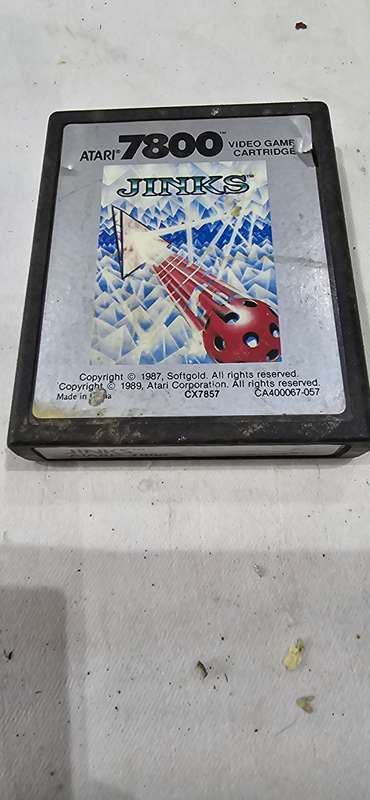 ATARI® 7800™ VIDEO GAME CARTRIDGE
JINKS™
Copyright © 1987, Softgold. All rights reserved.
Copyright © 1989, Atari Corporation. All rights reserved.
Made in CX7857 CA400067-057
JINKS